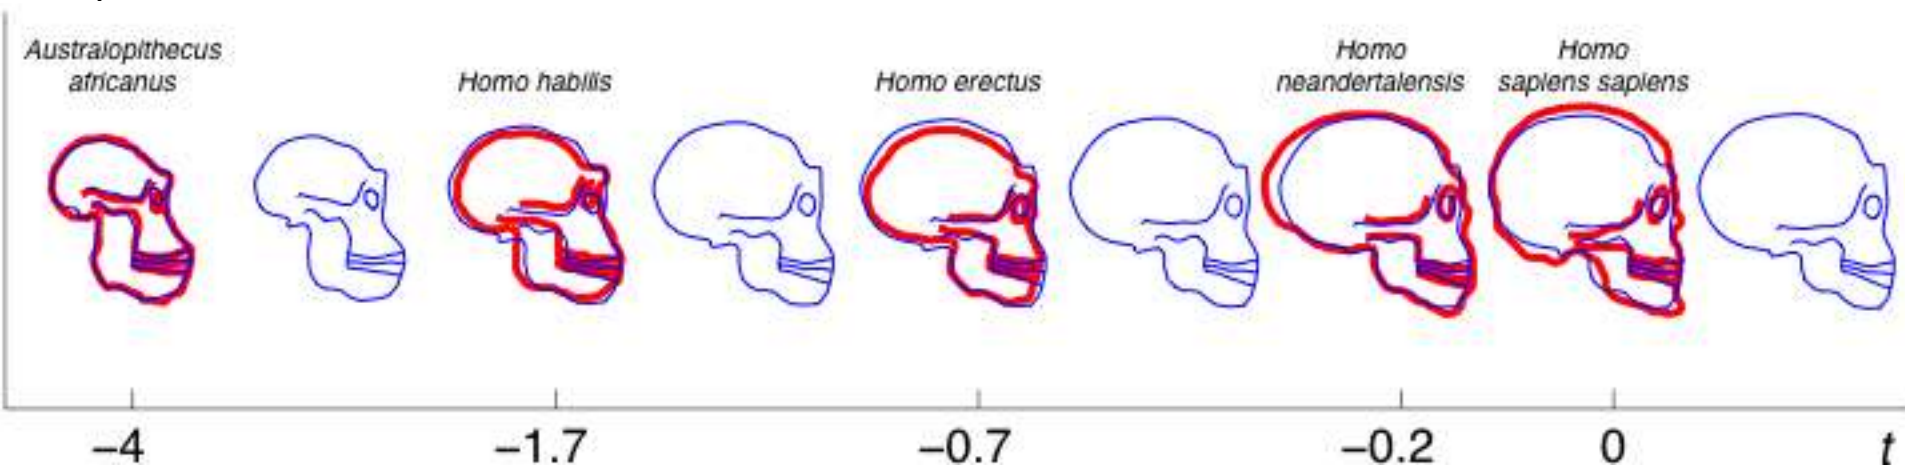 Australopithecus
africanus
Homo habilis
Homo erectus
Homo
neandertalensis
Homo
sapiens sapiens
−4
−1.7
−0.7
−0.2
0
t